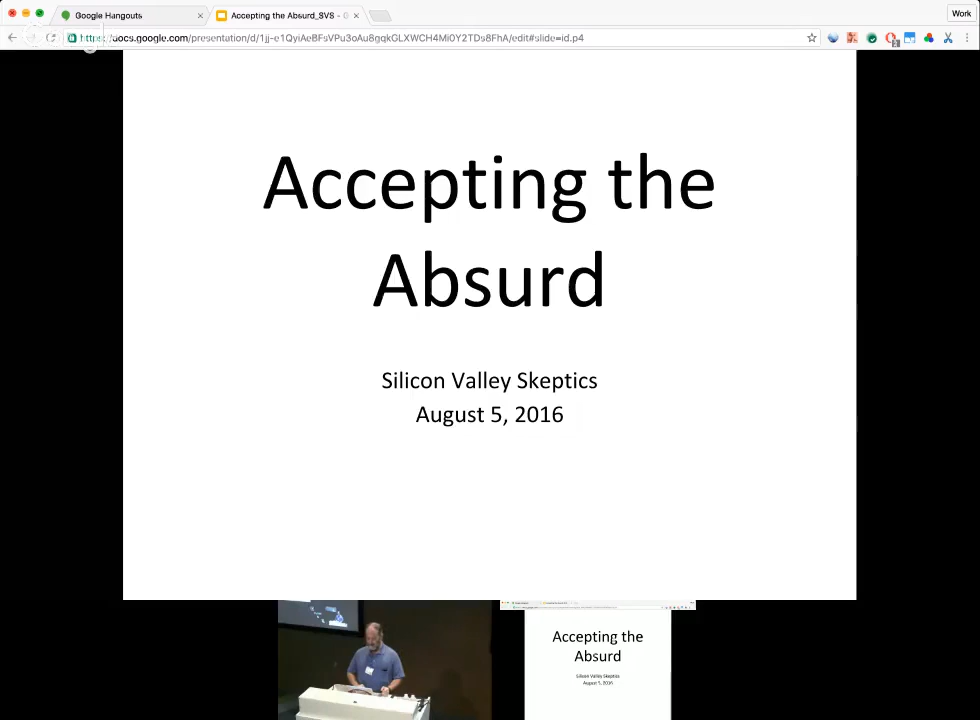 Google Hangouts
Accepting the Absurd_SVS - G
Work
https://docs.google.com/presentation/d/1jj-e1QyiAeBFsVPu3oAu8gqkGLXWCH4Mi0Y2TDs8FhA/edit#slide=id.p4
Accepting the
Absurd
Silicon Valley Skeptics
August 5, 2016
Accepting the
Absurd
Silicon Valley Skeptics
August 5, 2016